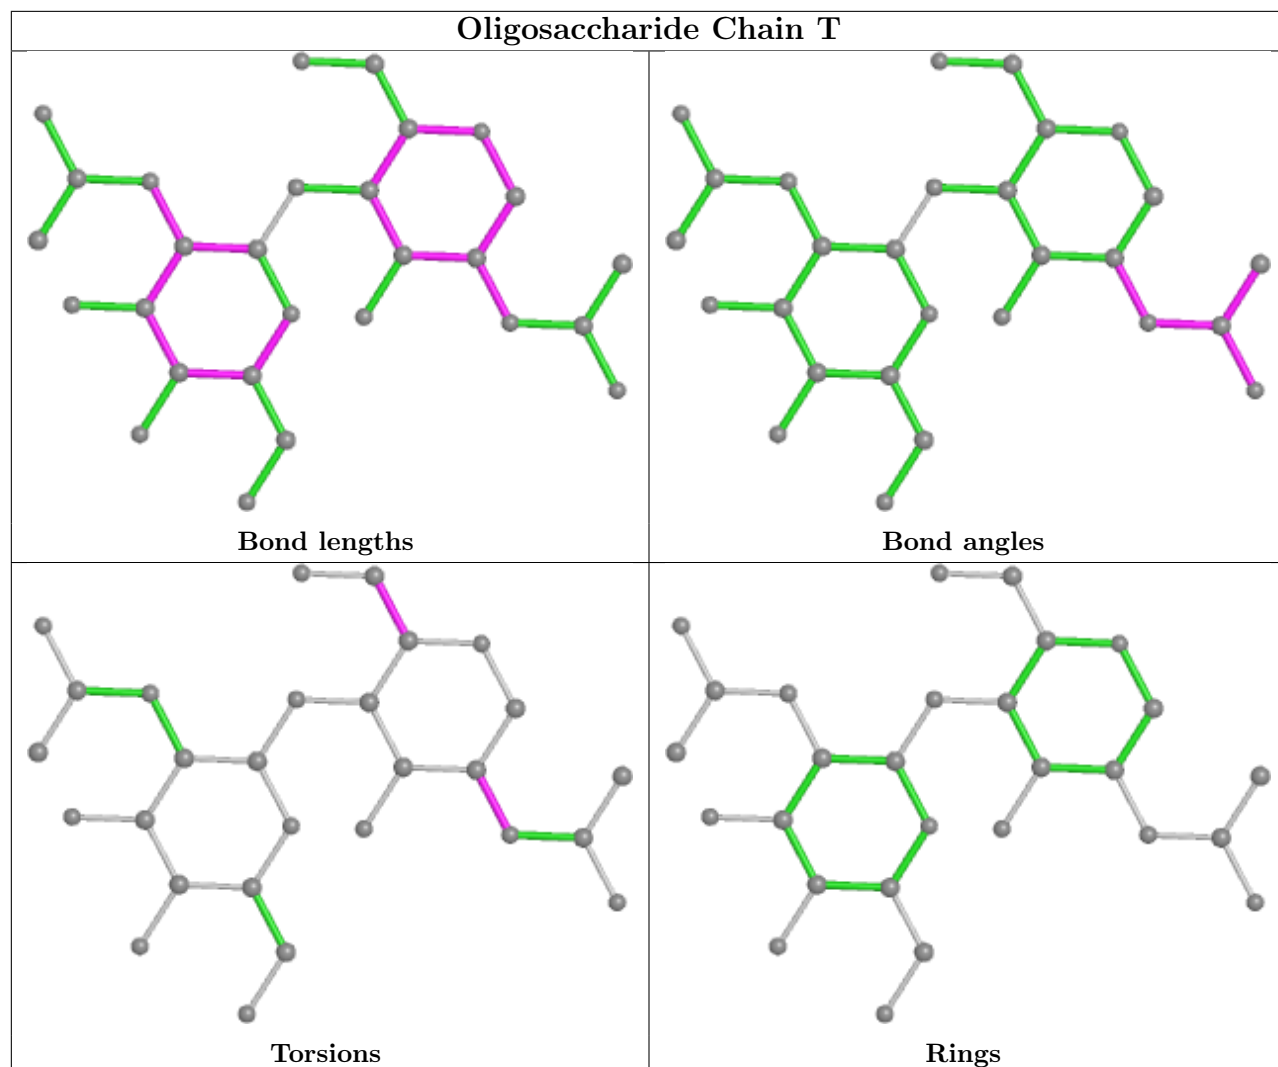 Oligosaccharide Chain T
Bond lengths
Bond angles
Torsions
Rings